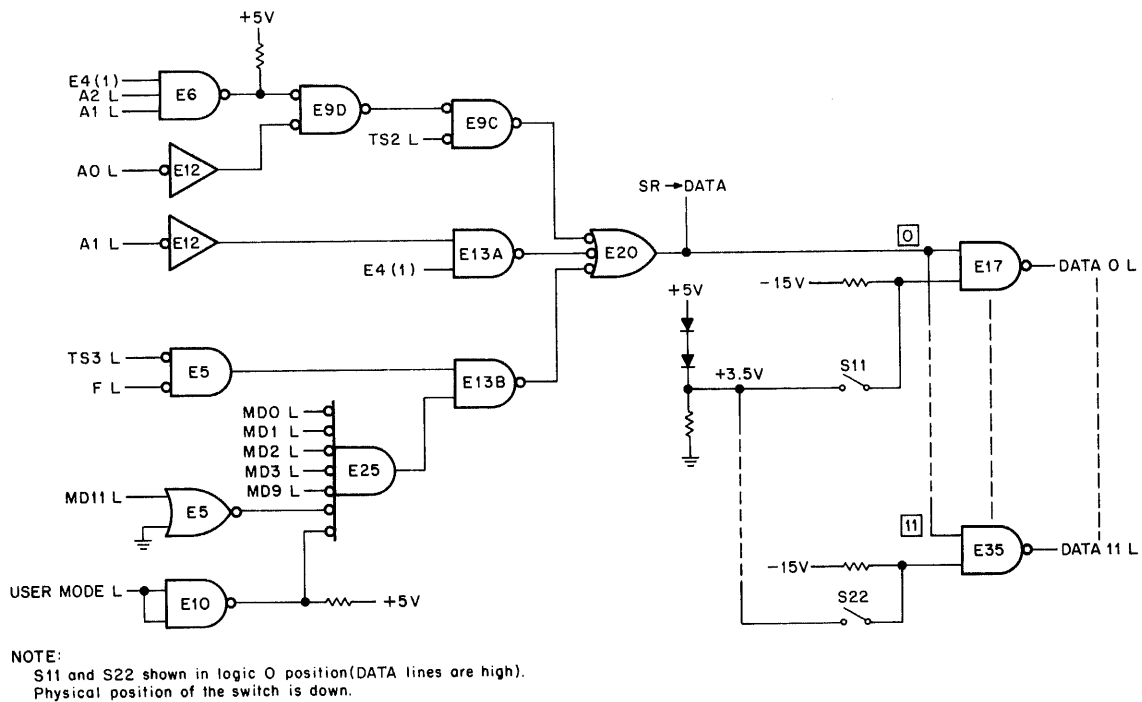 +5V
E4(1)
A2 L
A1 L
E6
E9D
E9C
TS2 L
A0 L
E12
SR→DATA
A1 L
E12
E13A
E4(1)
E20
0
E17
DATA 0 L
-15V
+5V
S11
+3.5V
TS3 L
F L
E5
E13B
MD0 L
MD1 L
MD2 L
MD3 L
MD9 L
E25
MD11 L
E5
11
E35
DATA 11 L
-15V
USER MODE L
E10
+5V
S22
NOTE:
S11 and S22 shown in logic 0 position(DATA lines are high).
Physical position of the switch is down.